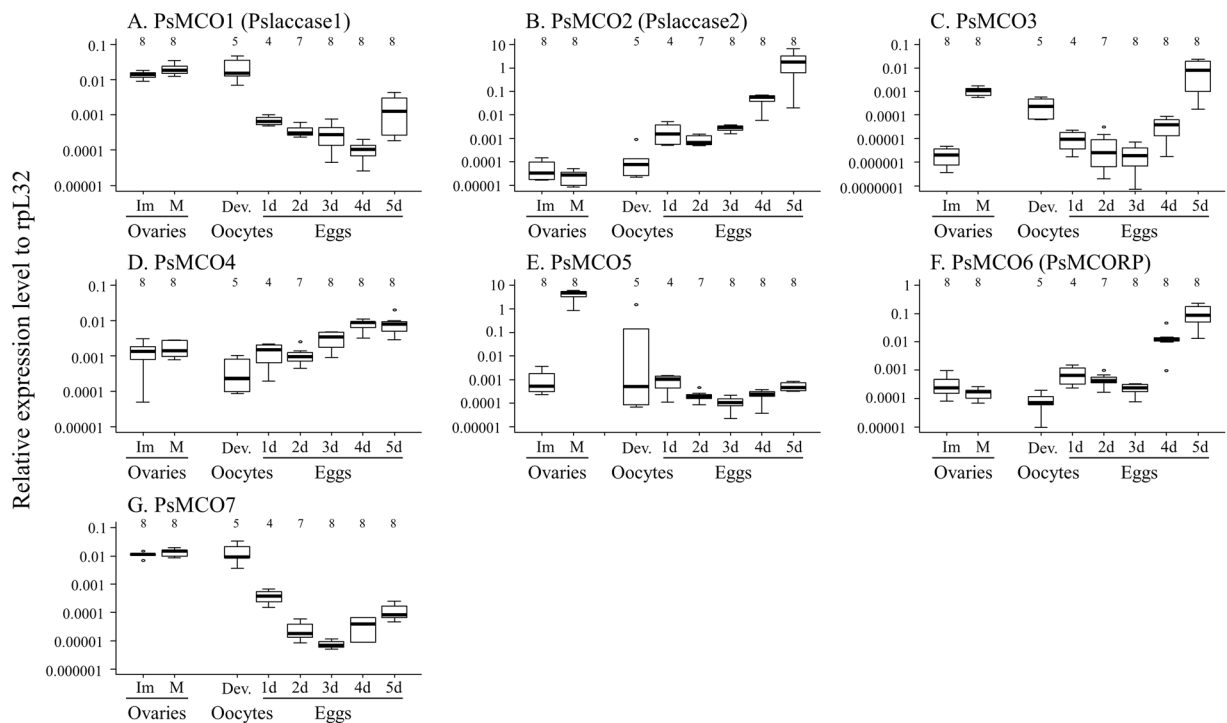 Relative expression level to rpL32
A. PsMCO1 (Pslaccase1)
8 8 5 4 7 8 8 8
0.1
0.01
0.001
0.0001
0.00001
Im M Dev. 1d 2d 3d 4d 5d
Ovaries Oocytes Eggs
B. PsMCO2 (Pslaccase2)
8 8 5 8 7 8 8 8
10
1
0.1
0.01
0.001
0.0001
0.00001
Im M Dev. 1d 2d 3d 4d 5d
Ovaries Oocytes Eggs
C. PsMCO3
8 8 5 4 7 8 8 8
0.1
0.001
0.00001
0.0000001
Im M Dev. 1d 2d 3d 4d 5d
Ovaries Oocytes Eggs
D. PsMCO4
8 8 5 4 7 8 8 8
0.1
0.01
0.001
0.0001
0.00001
Im M Dev. 1d 2d 3d 4d 5d
Ovaries Oocytes Eggs
E. PsMCO5
8 8 5 4 7 8 8 8
10
1
0.1
0.01
0.001
0.0001
0.00001
Im M Dev. 1d 2d 3d 4d 5d
Ovaries Oocytes Eggs
F. PsMCO6 (PsMCORP)
8 8 5 4 7 8 8 8
1
0.1
0.01
0.001
0.0001
0.00001
Im M Dev. 1d 2d 3d 4d 5d
Ovaries Oocytes Eggs
G. PsMCO7
8 8 5 4 7 8 8 8
0.1
0.01
0.001
0.0001
0.00001
0.000001
Im M Dev. 1d 2d 3d 4d 5d
Ovaries Oocytes Eggs